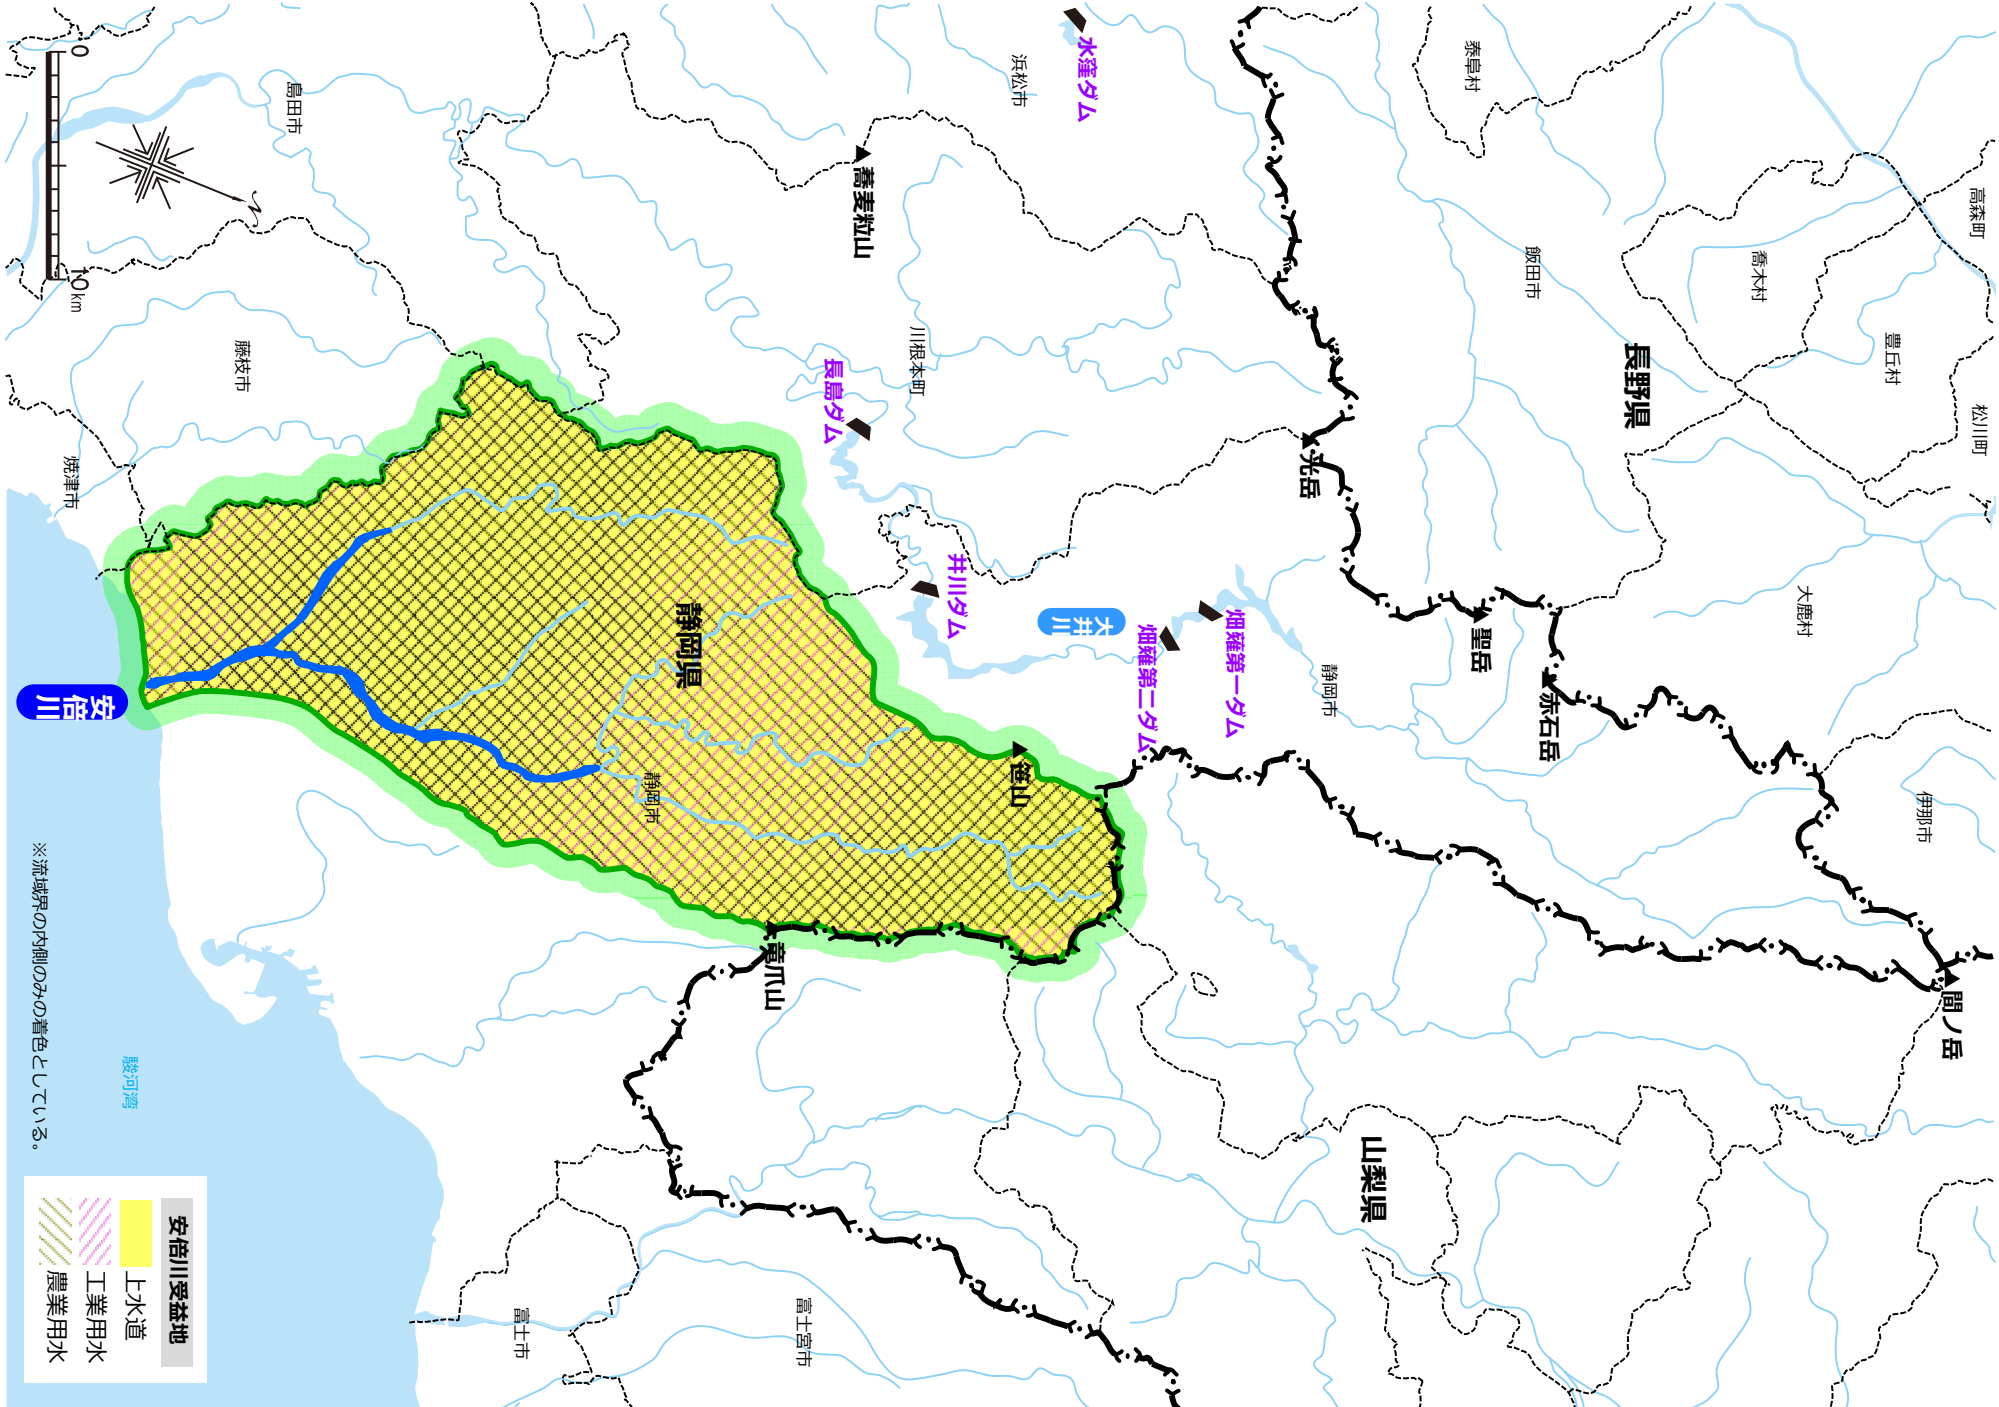 長野県
山梨県
静岡県
泰阜村
高森町
喬木村
飯田市
豊丘村
松川町
大鹿村
伊那市
浜松市
川根本町
島田市
藤枝市
焼津市
静岡市
静岡市
富士宮市
富士市
水窪ダム
長島ダム
井川ダム
畑薙第一ダム
畑薙第二ダム
蕎麦粒山
光岳
聖岳
赤石岳
間ノ岳
笹山
竜爪山
大井川
安倍川
駿河湾
N
0
10km
※流域界の内側のみの着色としている。
安倍川受益地
上水道
工業用水
農業用水